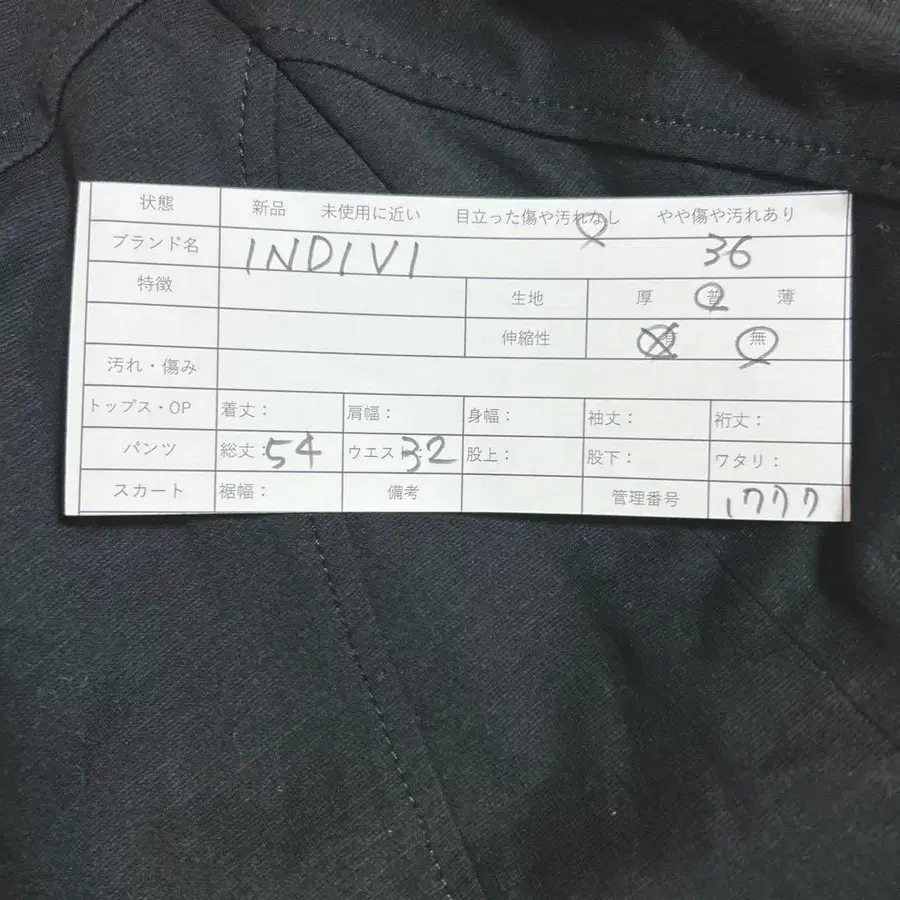 状態 新品 未使用に近い 目立った傷や汚れなし やや傷や汚れあり
ブランド名 INDIVI 36
特徴 生地 厚 普 薄
伸縮性 有 無
汚れ・傷み
トップス・OP 着丈: 肩幅: 身幅: 袖丈: 裄丈:
パンツ 総丈:54 ウエスト:32 股上: 股下: ワタリ:
スカート 裾幅: 備考 管理番号 1777